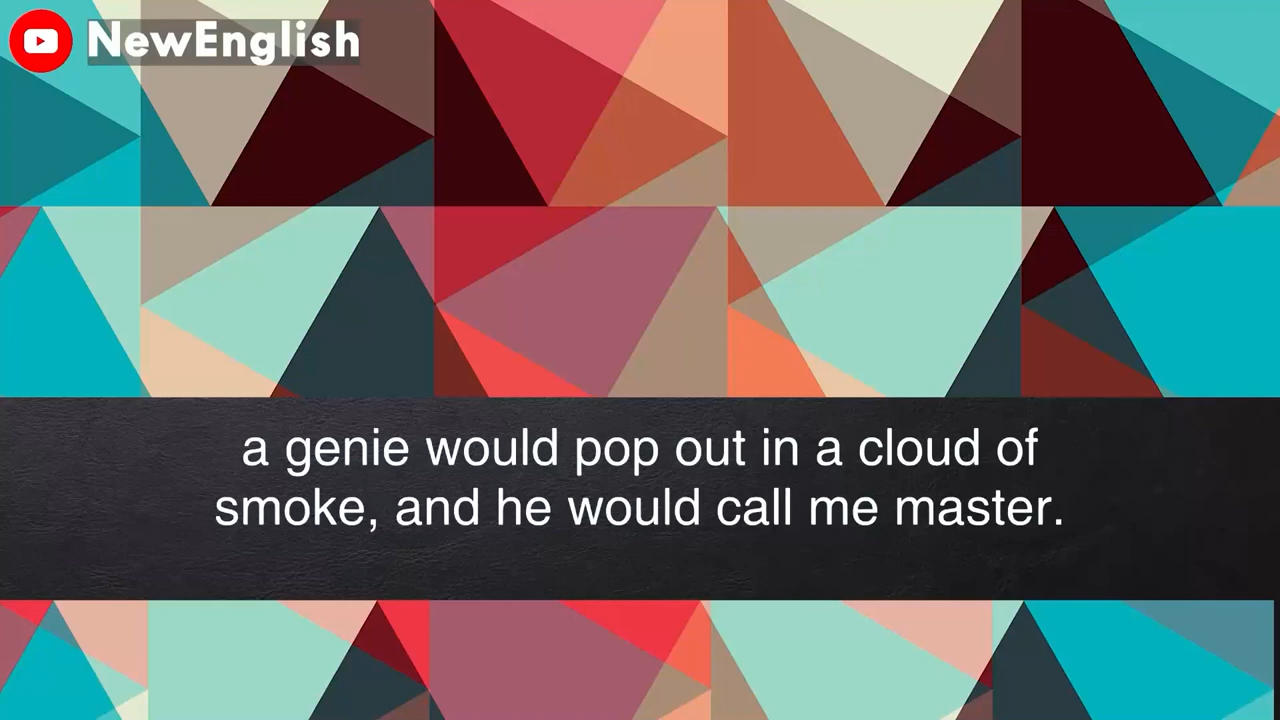 NewEnglish
a genie would pop out in a cloud of
smoke, and he would call me master.